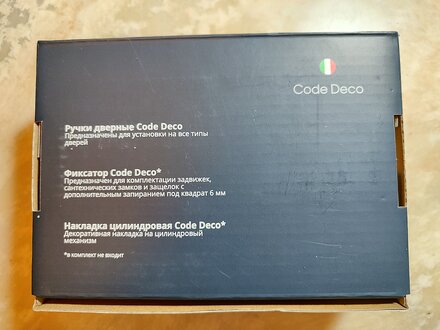 Code Deco
Ручки дверные Code Deco
Предназначены для установки на все типы
дверей
Фиксатор Code Deco*
Предназначен для комплектации задвижек,
сантехнических замков и защелок с
дополнительным запиранием под квадрат 6 мм
Накладка цилиндровая Code Deco*
Декоративная накладка на цилиндровый
механизм
*в комплект не входит